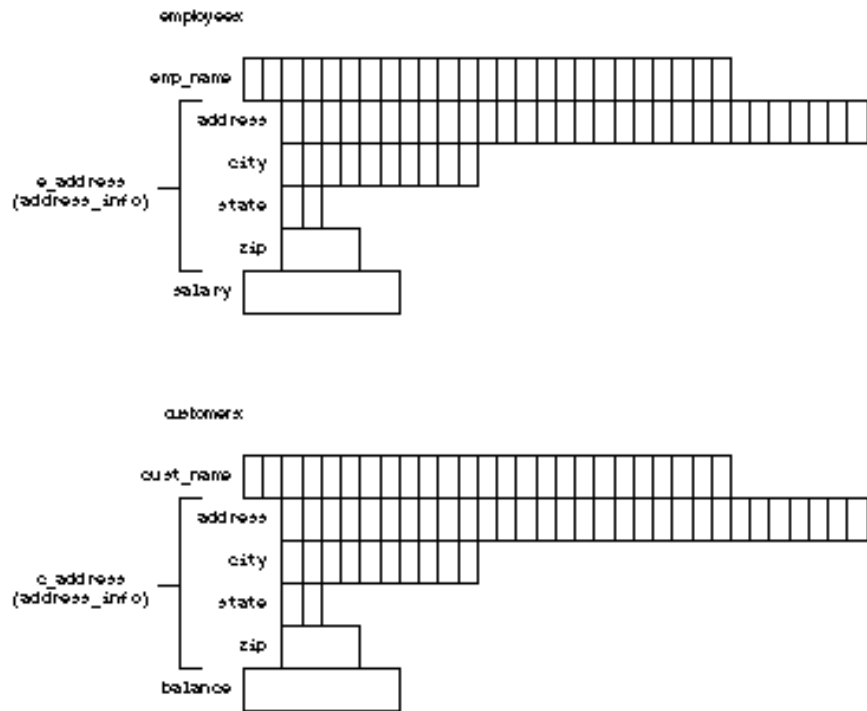 employees:
emp_name
address
city
e_address
(address_info)
state
zip
salary
customers:
cust_name
address
city
c_address
(address_info)
state
zip
balance